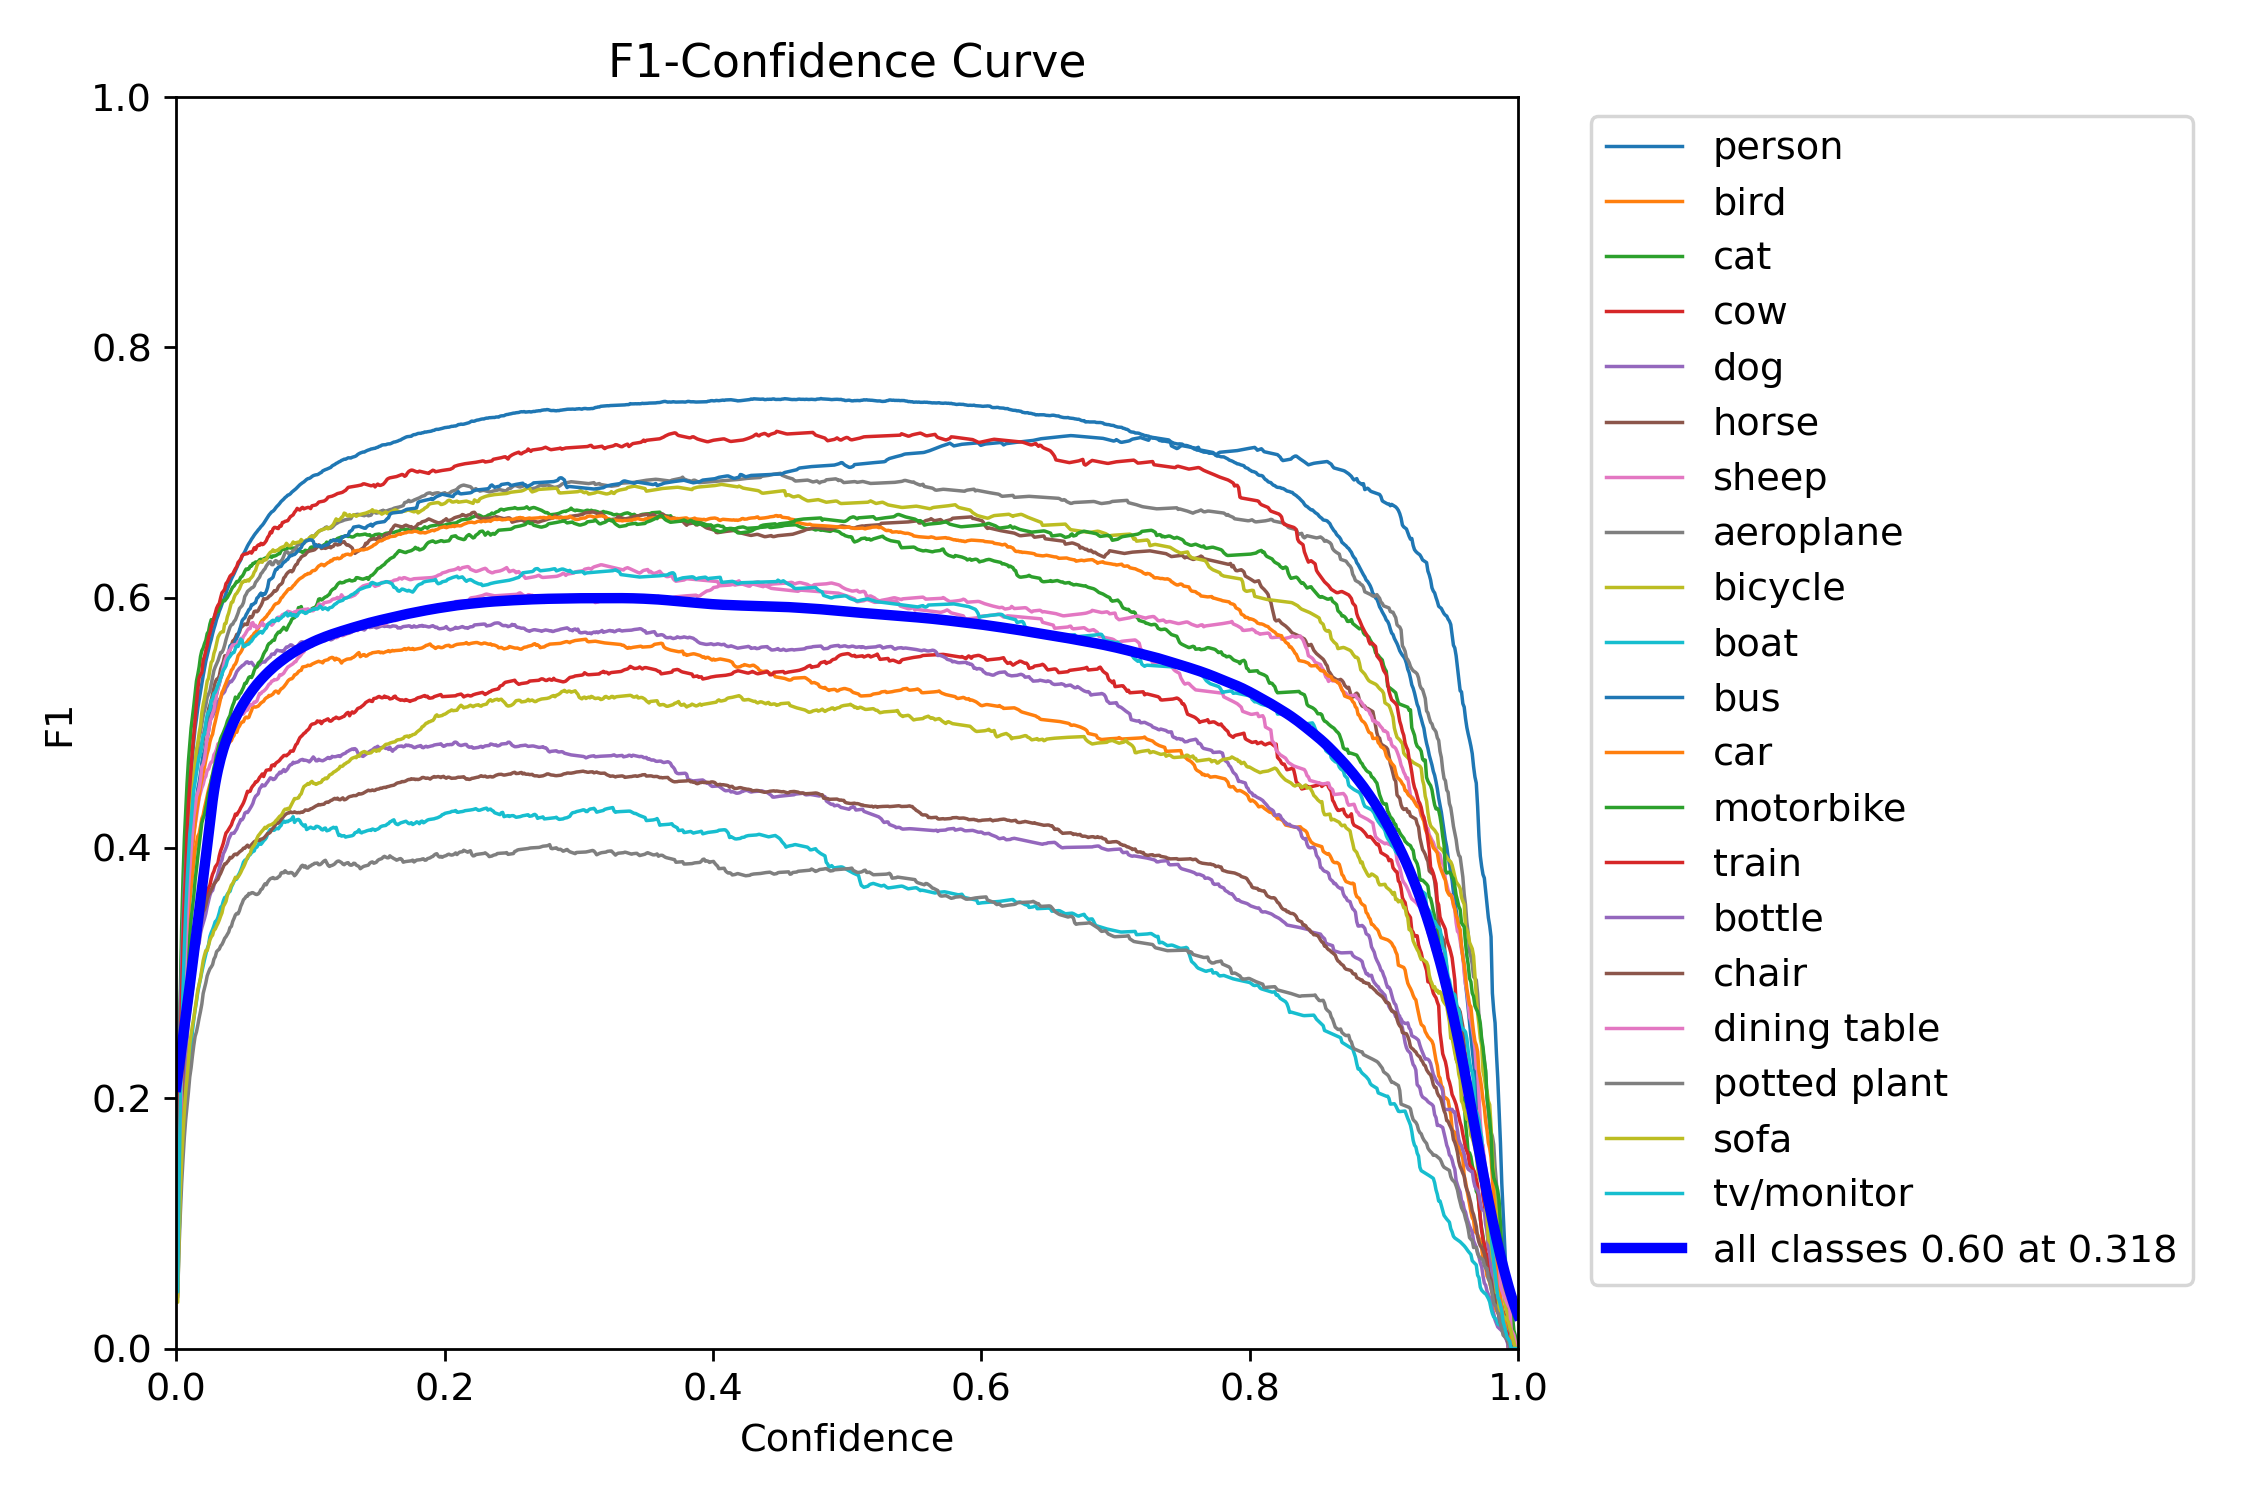 F1-Confidence Curve
1.0
0.8
0.6
0.4
0.2
0.0
F1
0.0 0.2 0.4 0.6 0.8 1.0
Confidence
person
bird
cat
cow
dog
horse
sheep
aeroplane
bicycle
boat
bus
car
motorbike
train
bottle
chair
dining table
potted plant
sofa
tv/monitor
all classes 0.60 at 0.318